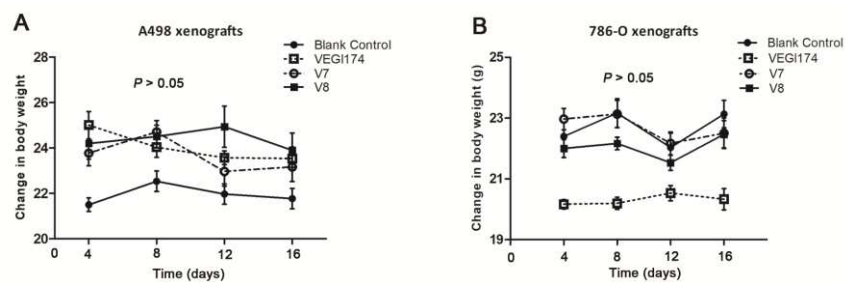 A
A498 xenografts
Blank Control
VEGI174
V7
V8
P > 0.05
Change in body weight
28
26
24
22
20
0
4
8
12
16
Time (days)
B
786-O xenografts
Blank Control
VEGI174
V7
V8
P > 0.05
Change in body weight (g)
25
23
21
19
0
4
8
12
16
Time (days)